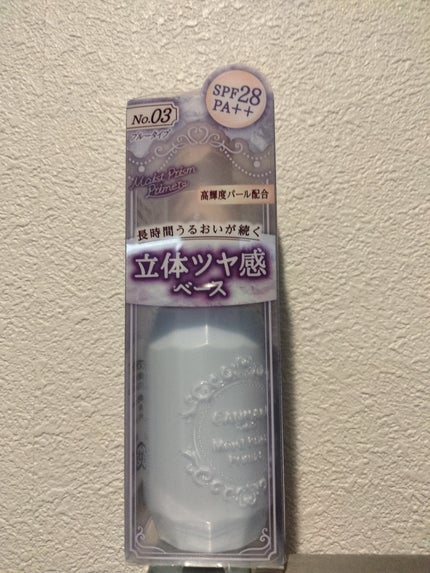 SPF28
PA++
No.03
ブルータイプ
Moist Prism
Primera
高輝度パール配合
長時間うるおいが続く
立体ツヤ感
ベース